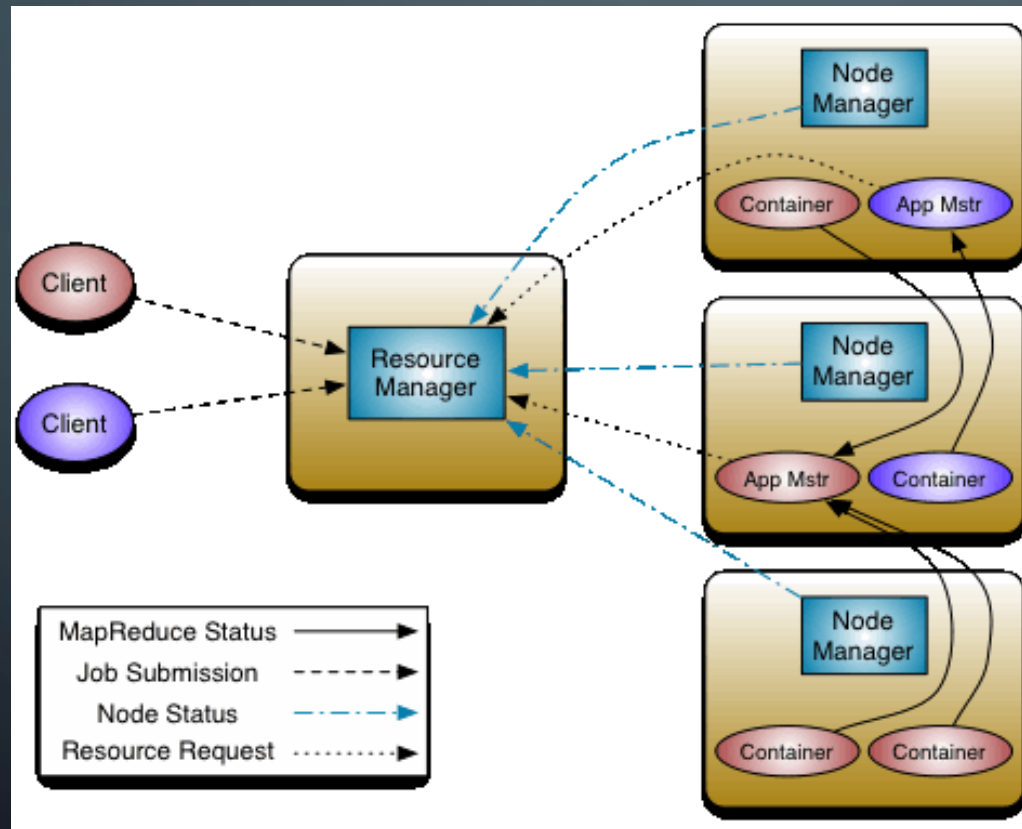 Client
Client
Resource
Manager
Node
Manager
Container
App Mstr
Node
Manager
App Mstr
Container
Node
Manager
Container
Container
MapReduce Status
Job Submission
Node Status
Resource Request